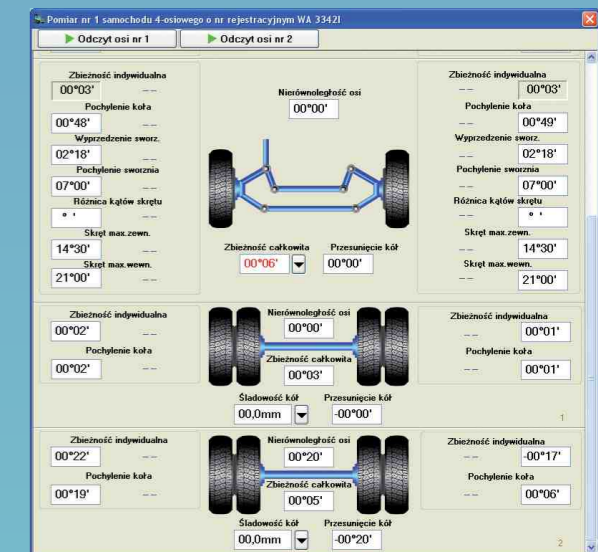 Pomiar nr 1 samochodu 4-osiowego o nr rejestracyjnym WA 3342I
Odczyt osi nr 1 Odczyt osi nr 2
Zbieżność indywidualna Zbieżność indywidualna
00°03' -- Nierównoległość osi -- 00°03'
Pochylenie koła 00°00' Pochylenie koła
00°48' -- -- 00°49'
Wyprzedzenie sworz. Wyprzedzenie sworz.
02°18' -- -- 02°18'
Pochylenie sworznia Pochylenie sworznia
07°00' -- -- 07°00'
Różnica kątów skrętu Różnica kątów skrętu
° ' -- -- ° '
Skręt max.zewn. Skręt max.zewn.
14°30' -- Zbieżność całkowita Przesunięcie kół -- 14°30'
Skręt max.wewn. 00°06' 00°00' Skręt max.wewn.
21°00' -- -- 21°00'
Zbieżność indywidualna Nierównoległość osi Zbieżność indywidualna
00°02' -- 00°00' -- 00°01'
Pochylenie koła Zbieżność całkowita Pochylenie koła
00°02' -- 00°03' -- 00°01'
Śladowość kół Przesunięcie kół
00,0mm -00°00' 1
Zbieżność indywidualna Nierównoległość osi Zbieżność indywidualna
00°22' -- 00°20' -- -00°17'
Pochylenie koła Zbieżność całkowita Pochylenie koła
00°19' -- 00°05' -- 00°06'
Śladowość kół Przesunięcie kół
00,0mm -00°20' 2